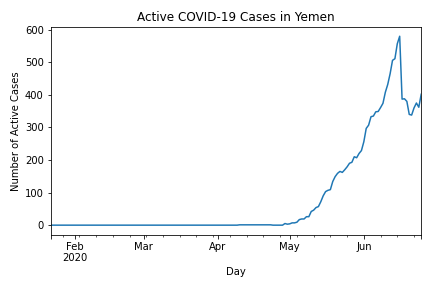 Active COVID-19 Cases in Yemen
Number of Active Cases
600
500
400
300
200
100
0
Feb
2020
Mar
Apr
May
Jun
Day